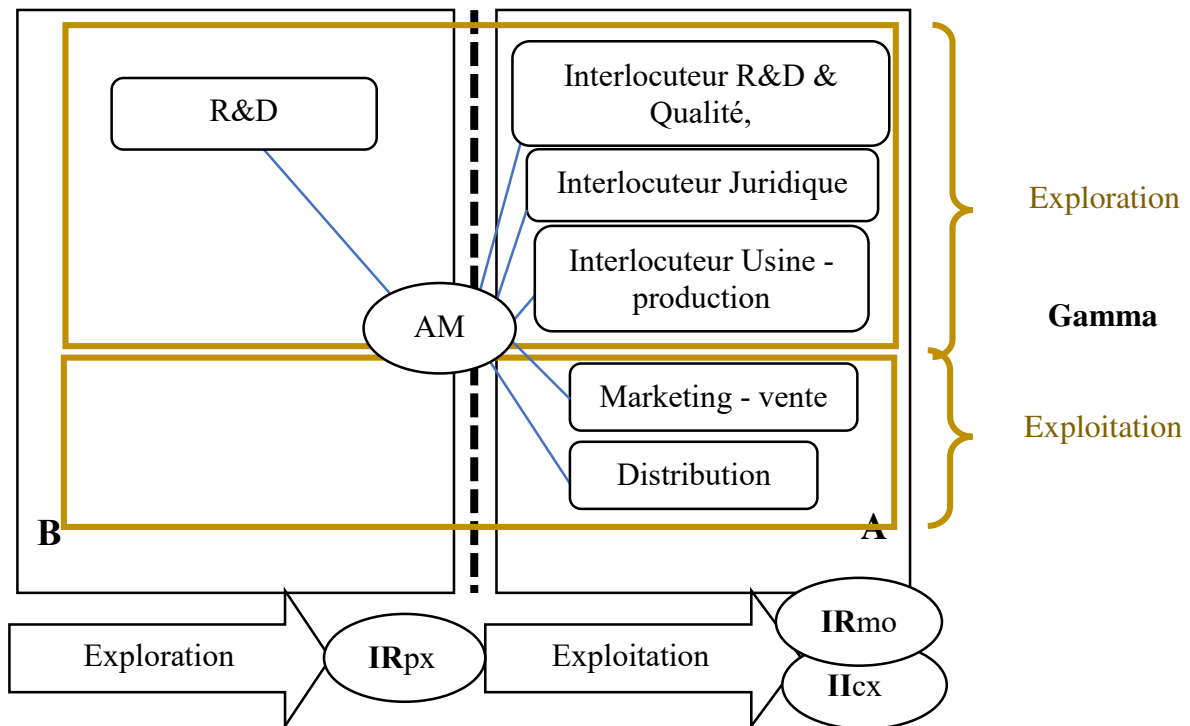 R&D
Interlocuteur R&D &
Qualité,
Interlocuteur Juridique
Interlocuteur Usine -
production
AM
Marketing - vente
Distribution
B
A
Exploration
Gamma
Exploitation
Exploration
IRpx
Exploitation
IRmo
IIcx